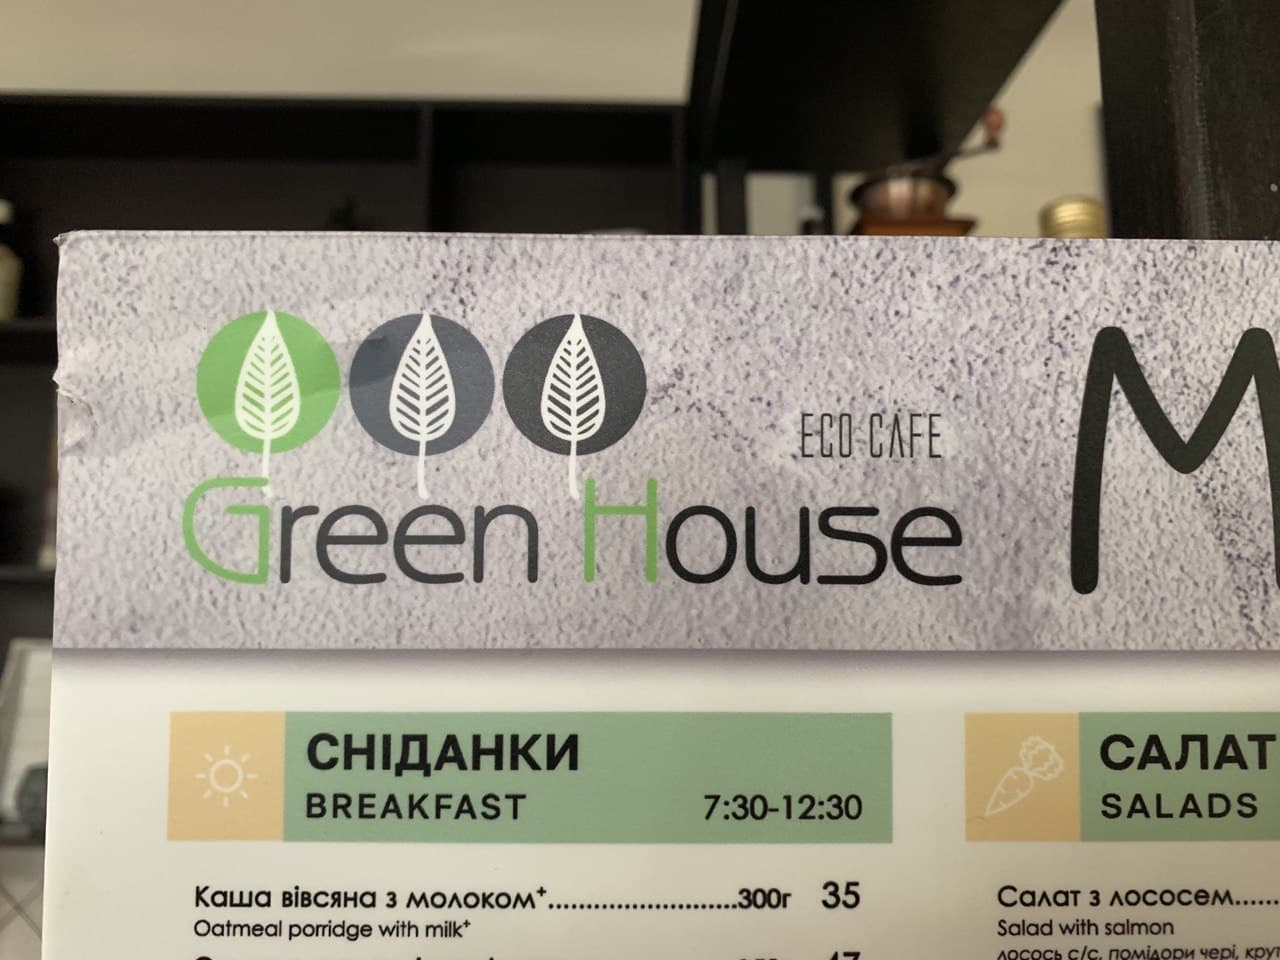 ECO CAFE
Green House
M
СНІДАНКИ
BREAKFAST 7:30-12:30
Каша вівсяна з молоком+........................300г 35
Oatmeal porridge with milk+
САЛАТ
SALADS
Салат з лососем......
Salad with salmon
лосось с/с, помідори чері, крут